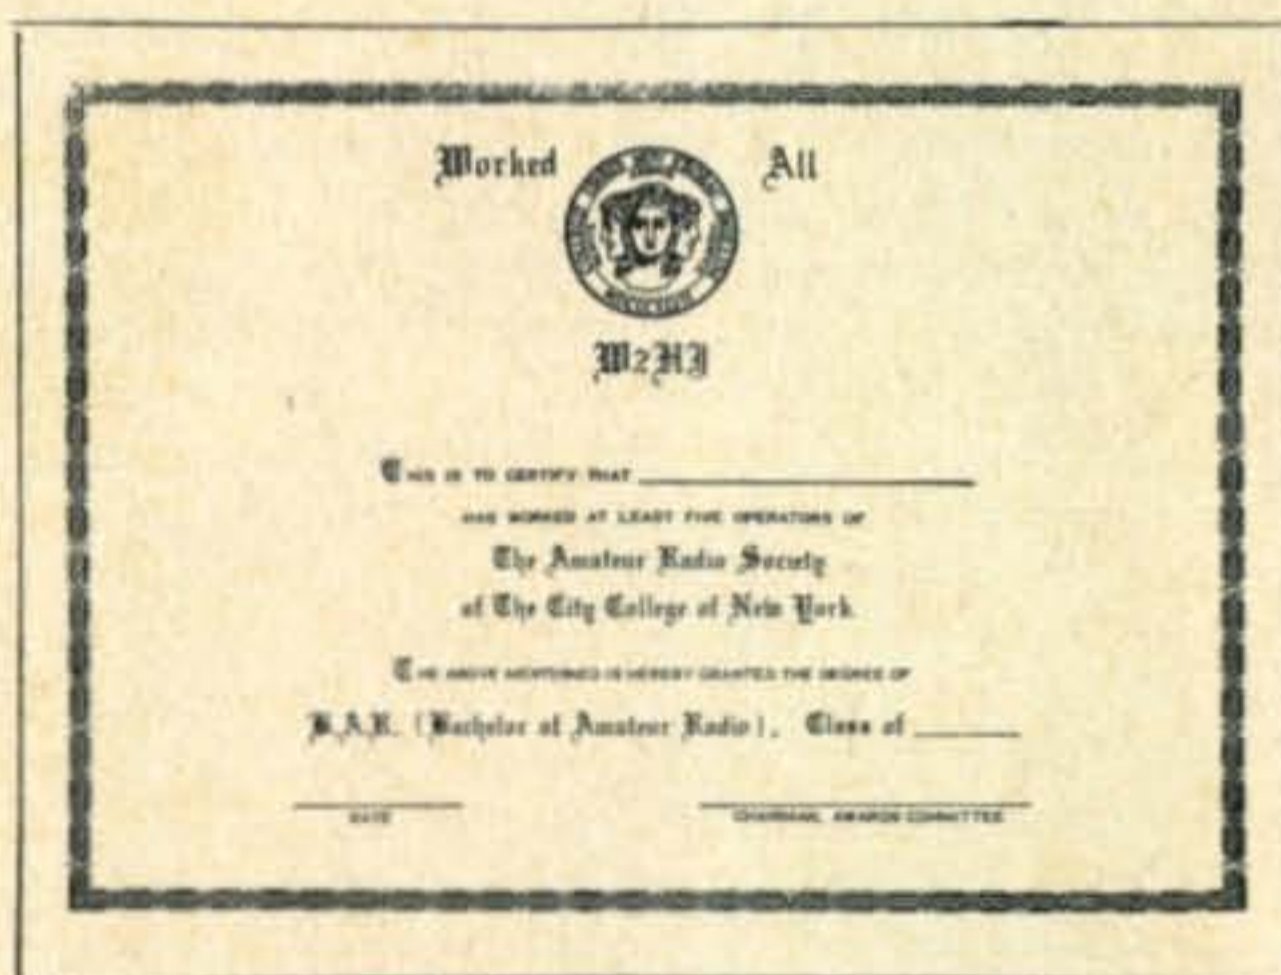 Worked All
W2HJ
This is to certify that
has worked at least five operators of
The Amateur Radio Society
of The City College of New York
The above mentioned is hereby granted the degree of
B.A.R. (Bachelor of Amateur Radio), Class of
DATE
CHAIRMAN, AWARDS COMMITTEE